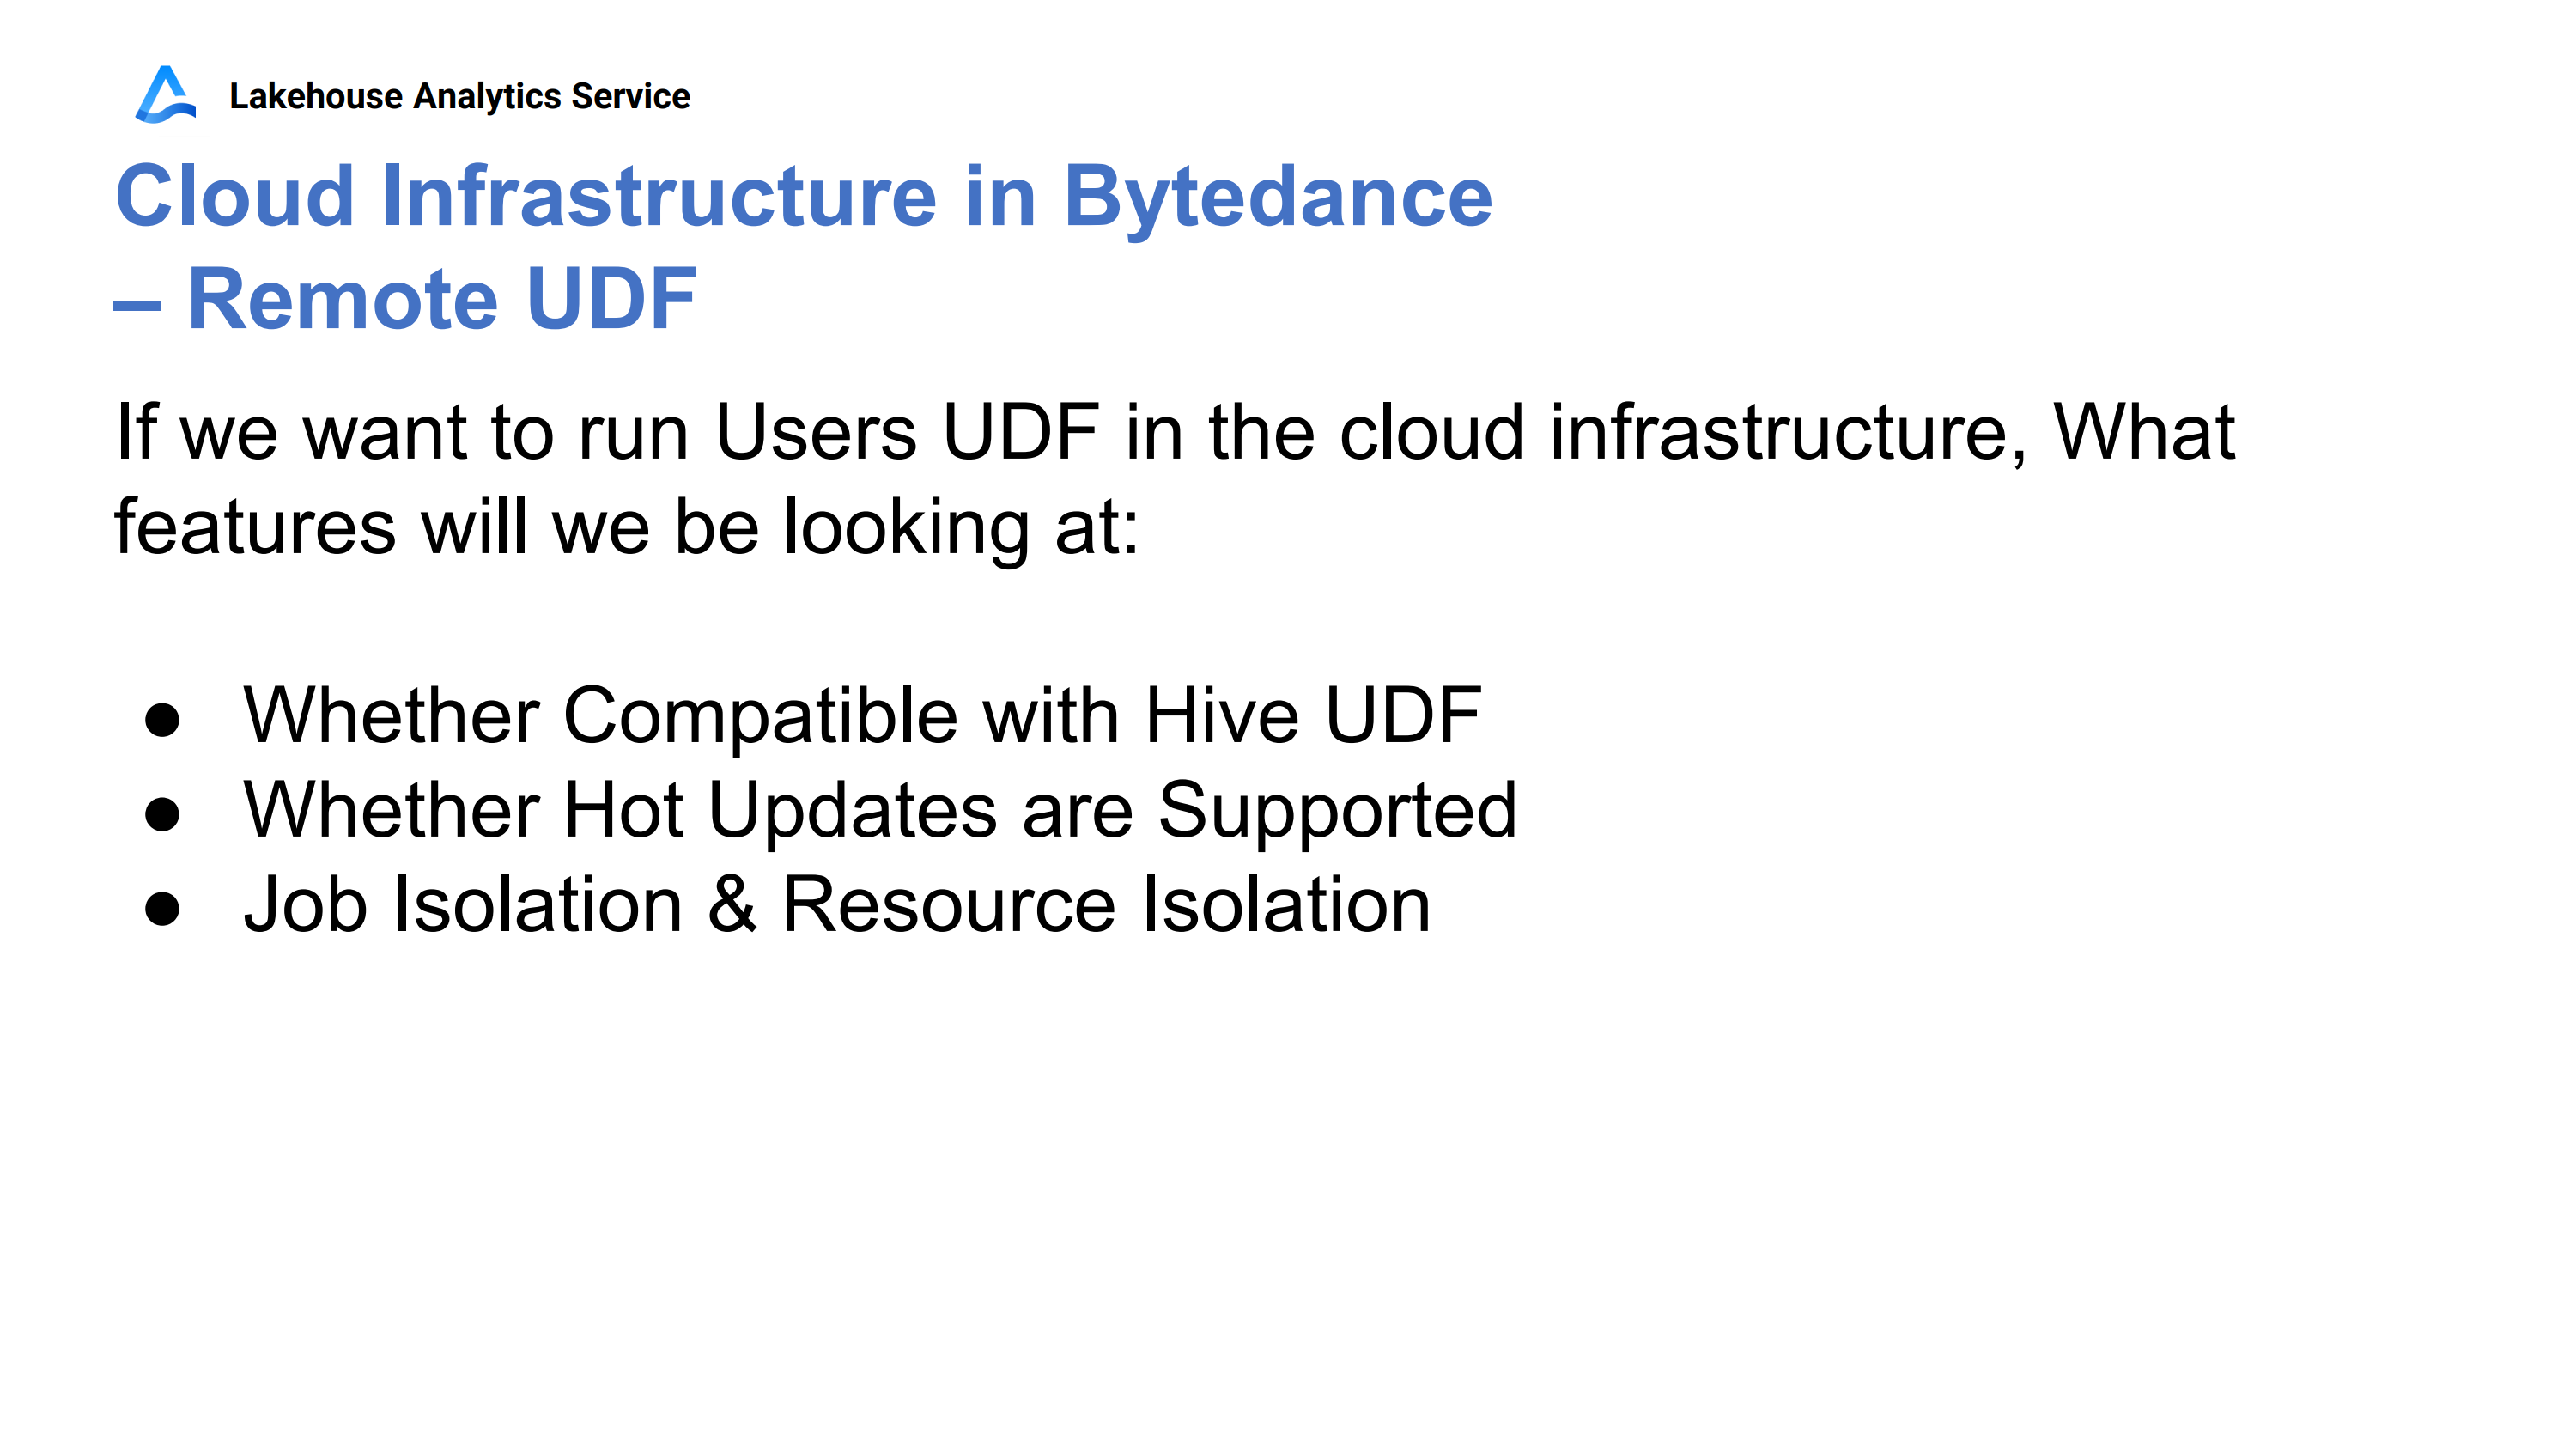 Lakehouse Analytics Service
Cloud Infrastructure in Bytedance
– Remote UDF
If we want to run Users UDF in the cloud infrastructure, What
features will we be looking at:
● Whether Compatible with Hive UDF
● Whether Hot Updates are Supported
● Job Isolation & Resource Isolation